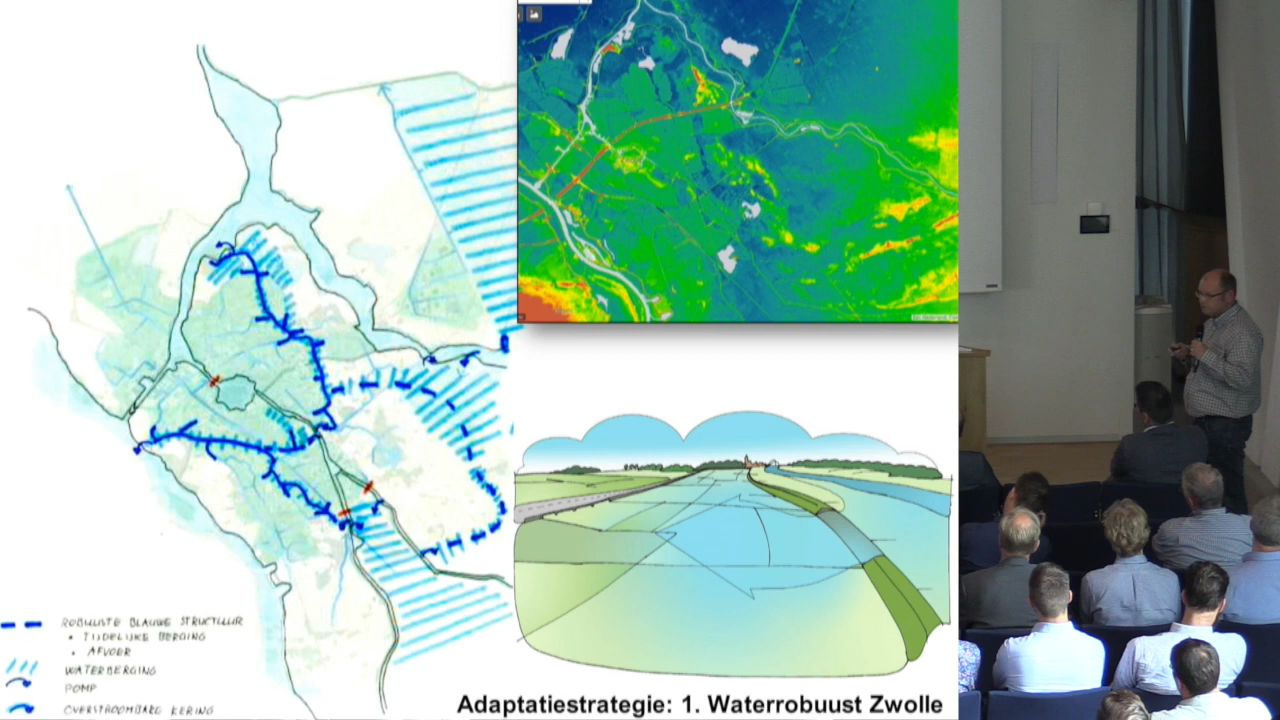 ROBUUSTE BLAUWE STRUCTUUR
• TIJDELIJKE BERGING
• AFVOER
WATERBERGING
POMP
OVERSTROOMBARE KERING
Adaptatiestrategie: 1. Waterrobuust Zwolle